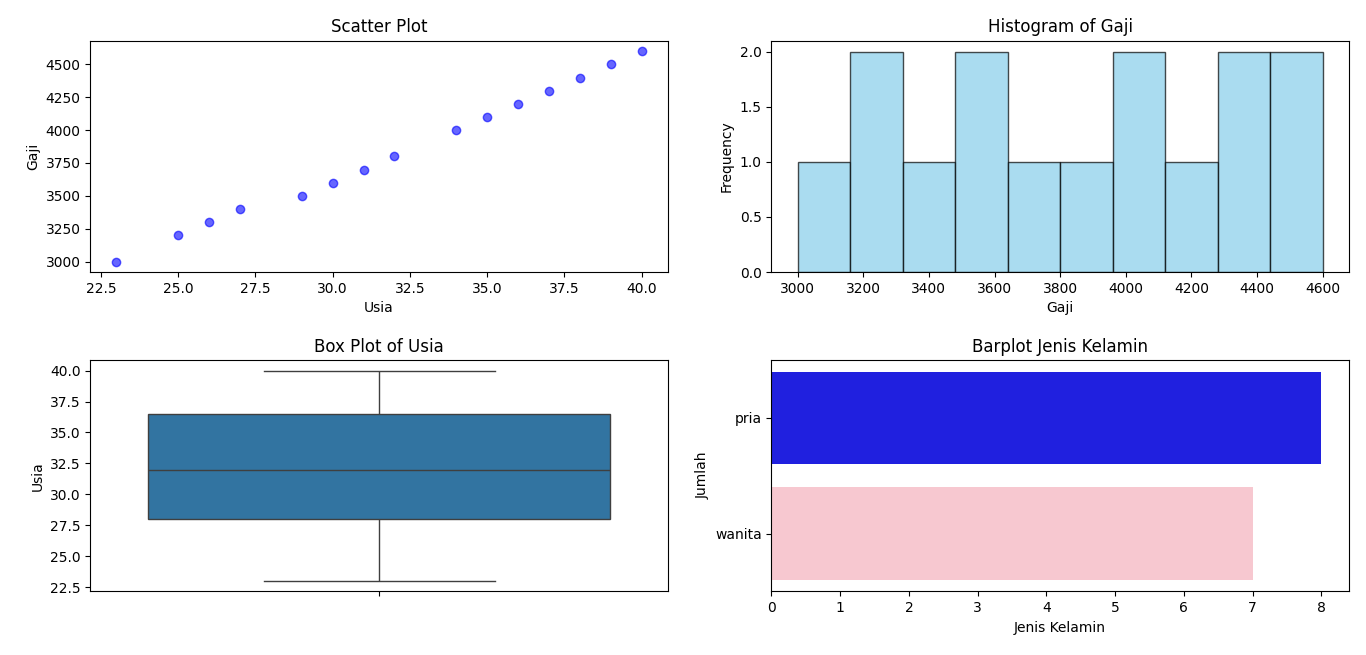 Scatter Plot
4500
4250
4000
3750
3500
3250
3000
Gaji
22.5 25.0 27.5 30.0 32.5 35.0 37.5 40.0
Usia
Histogram of Gaji
2.0
1.5
1.0
0.5
0.0
Frequency
3000 3200 3400 3600 3800 4000 4200 4400 4600
Gaji
Box Plot of Usia
40.0
37.5
35.0
32.5
30.0
27.5
25.0
22.5
Usia
Barplot Jenis Kelamin
pria
wanita
Jumlah
0 1 2 3 4 5 6 7 8
Jenis Kelamin